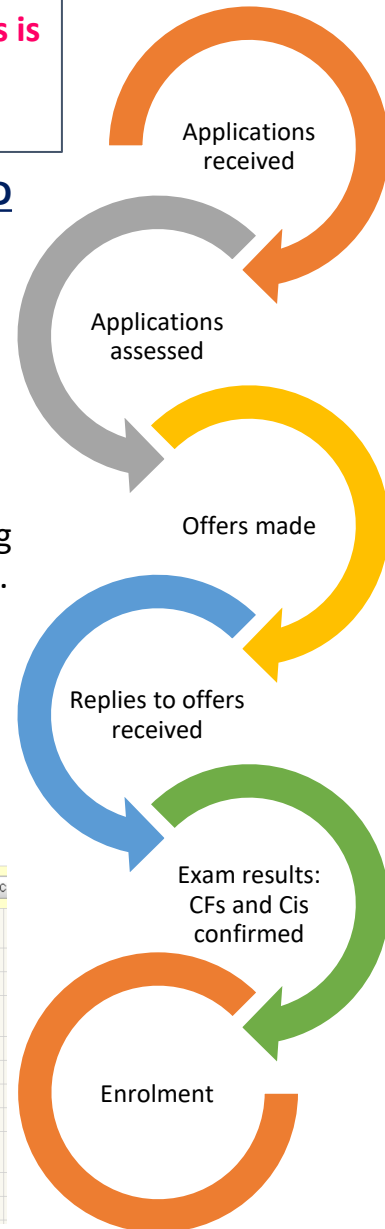 s is
Applications
received
D
Applications
assessed
Offers made
g
.
Replies to offers
received
Exam results:
CFs and Cis
confirmed
Enrolment